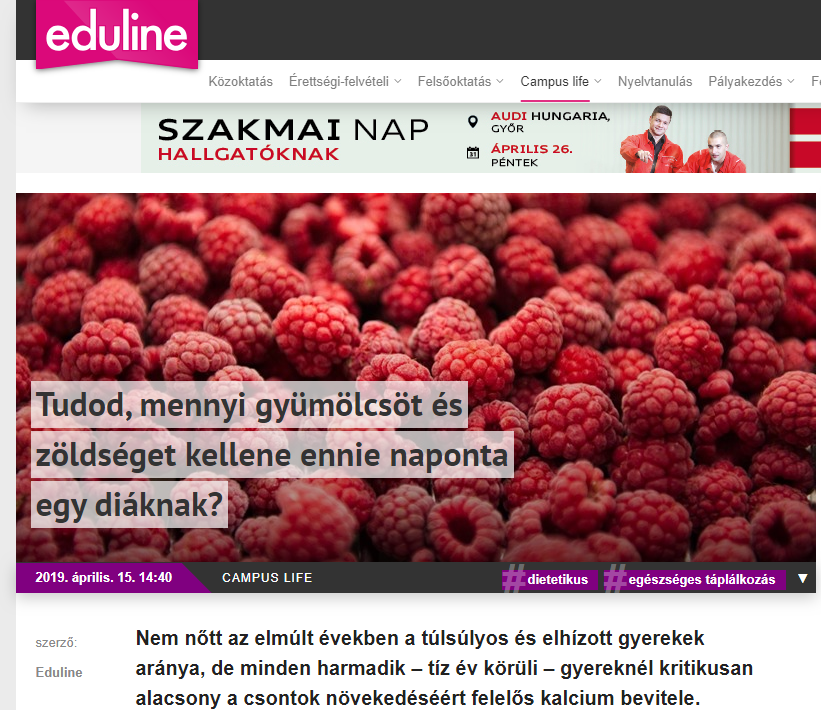 eduline
Közoktatás Érettségi-felvételi Felsőoktatás Campus life Nyelvtanulás Pályakezdés
SZAKMAI NAP
HALLGATÓKNAK
AUDI HUNGARIA,
GYŐR
31
ÁPRILIS 26.
PÉNTEK
Tudod, mennyi gyümölcsöt és
zöldséget kellene ennie naponta
egy diáknak?
2019. április. 15. 14:40 CAMPUS LIFE #dietetikus #egészséges táplálkozás
szerző:
Eduline
Nem nőtt az elmúlt években a túlsúlyos és elhízott gyerekek
aránya, de minden harmadik – tíz év körüli – gyereknél kritikusan
alacsony a csontok növekedéséért felelős kalcium bevitele.